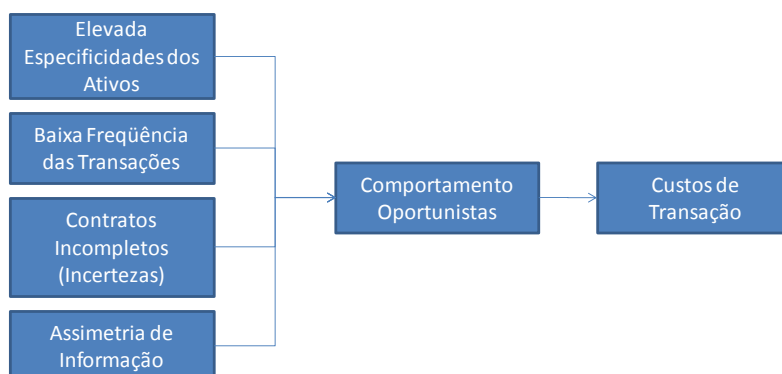 Elevada
Especificidades dos
Ativos
Baixa Freqüência
das Transações
Contratos
Incompletos
(Incertezas)
Assimetria de
Informação
Comportamento
Oportunistas
Custos de
Transação